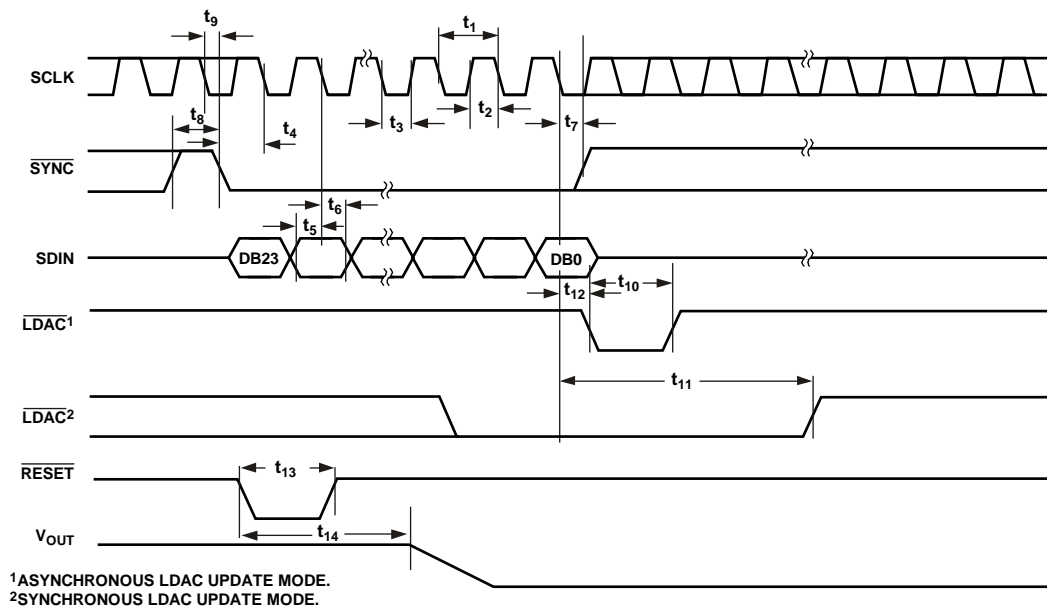 t9
t1
SCLK
t8
t4
t3
t2
t7
SYNC
t6
t5
SDIN
DB23
DB0
t12
t10
LDAC1
t11
LDAC2
RESET
t13
t14
VOUT
1ASYNCHRONOUS LDAC UPDATE MODE.
2SYNCHRONOUS LDAC UPDATE MODE.